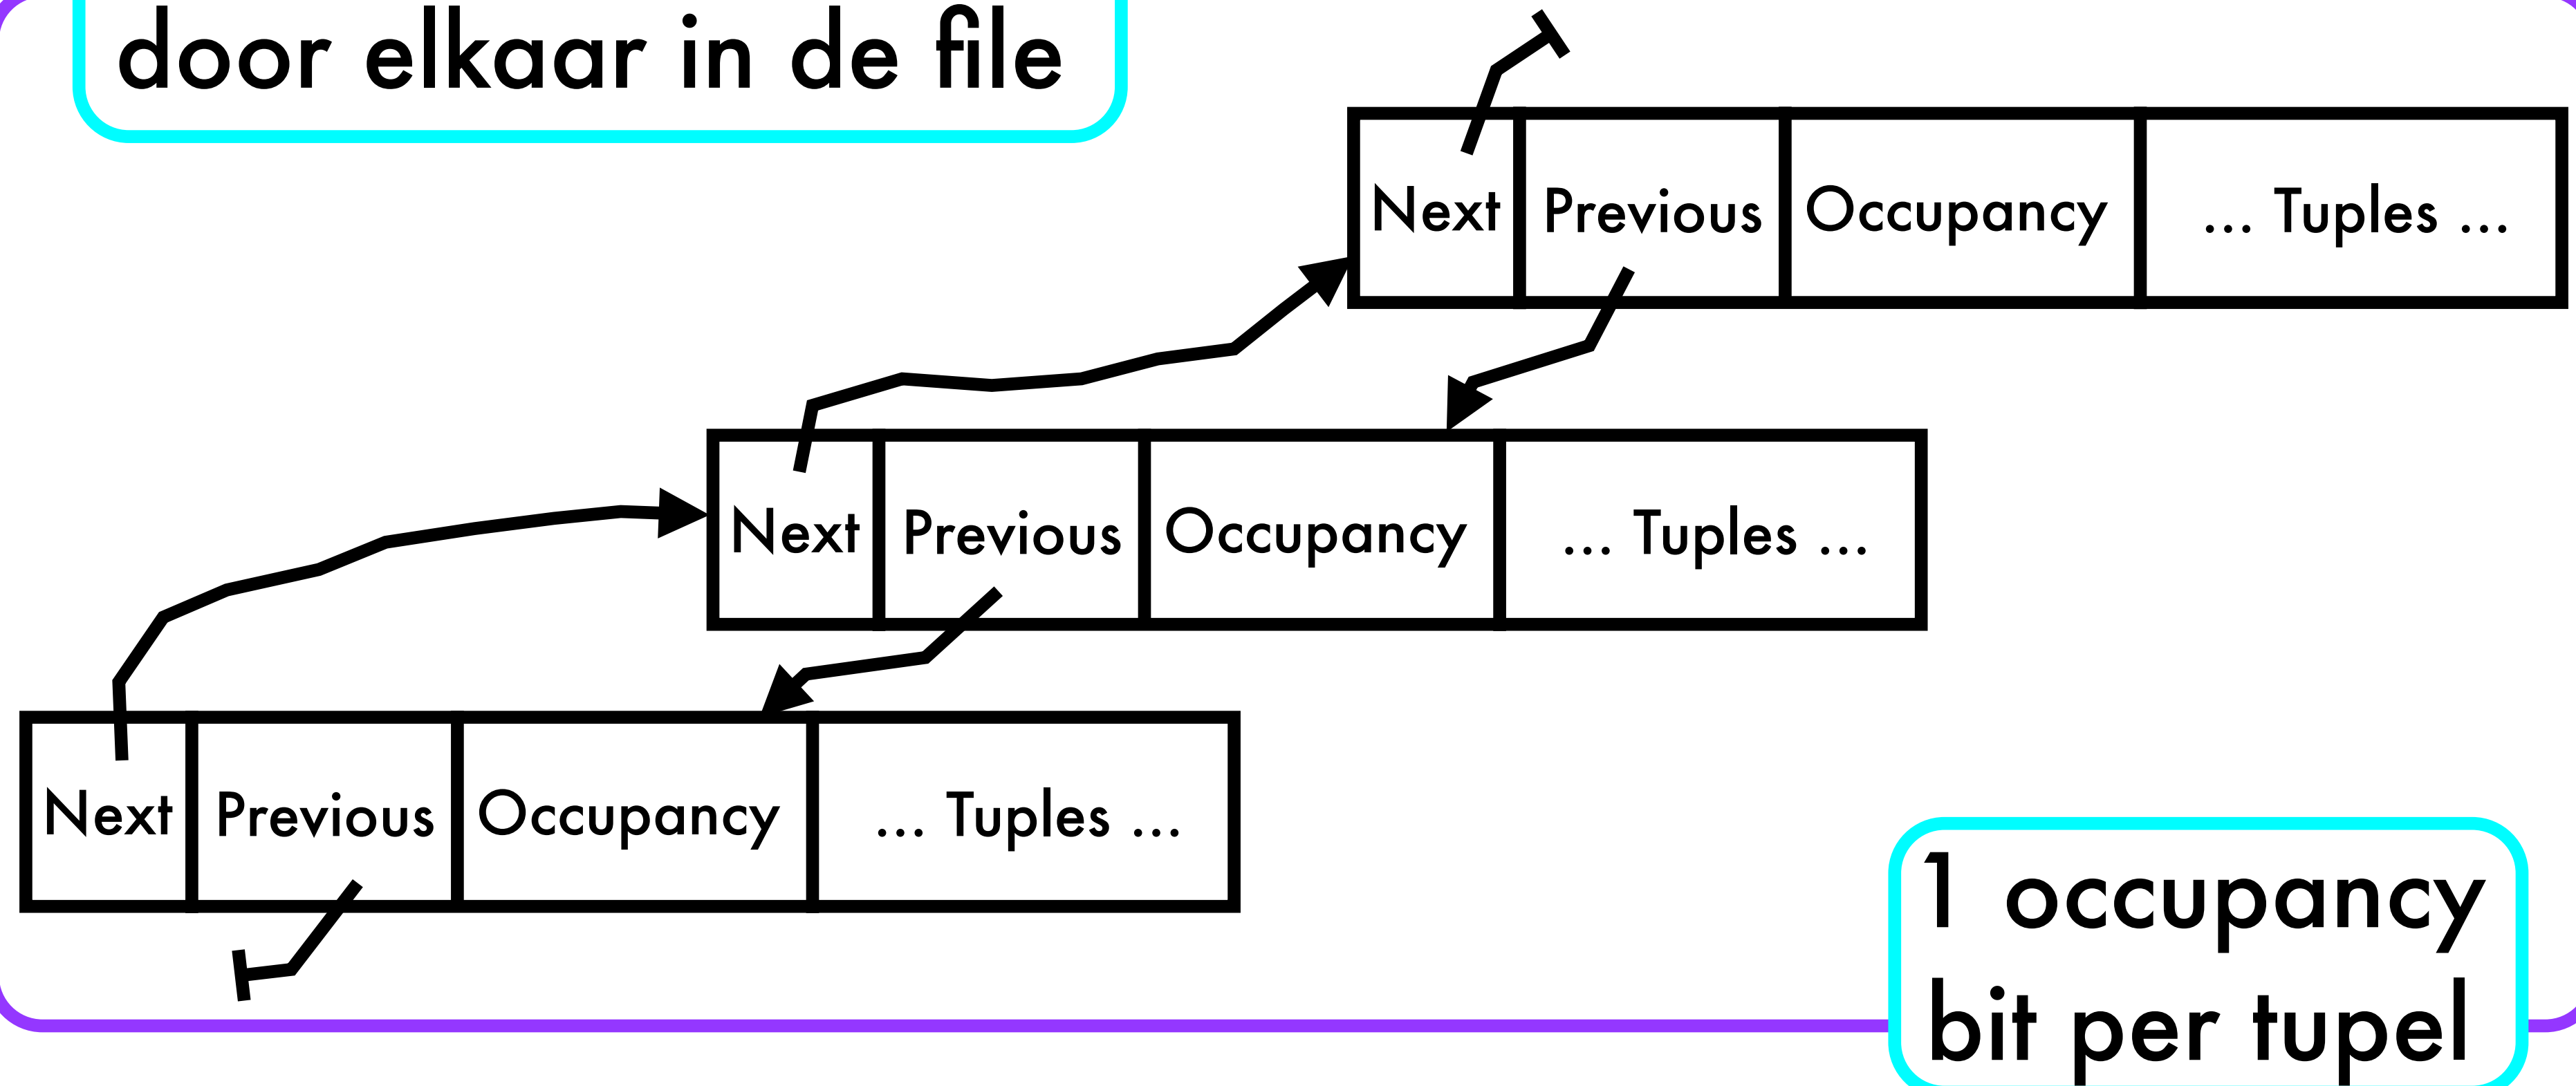 door elkaar in de file
Next Previous Occupancy ... Tuples ...
Next Previous Occupancy ... Tuples ...
Next Previous Occupancy ... Tuples ...
1 occupancy
bit per tupel